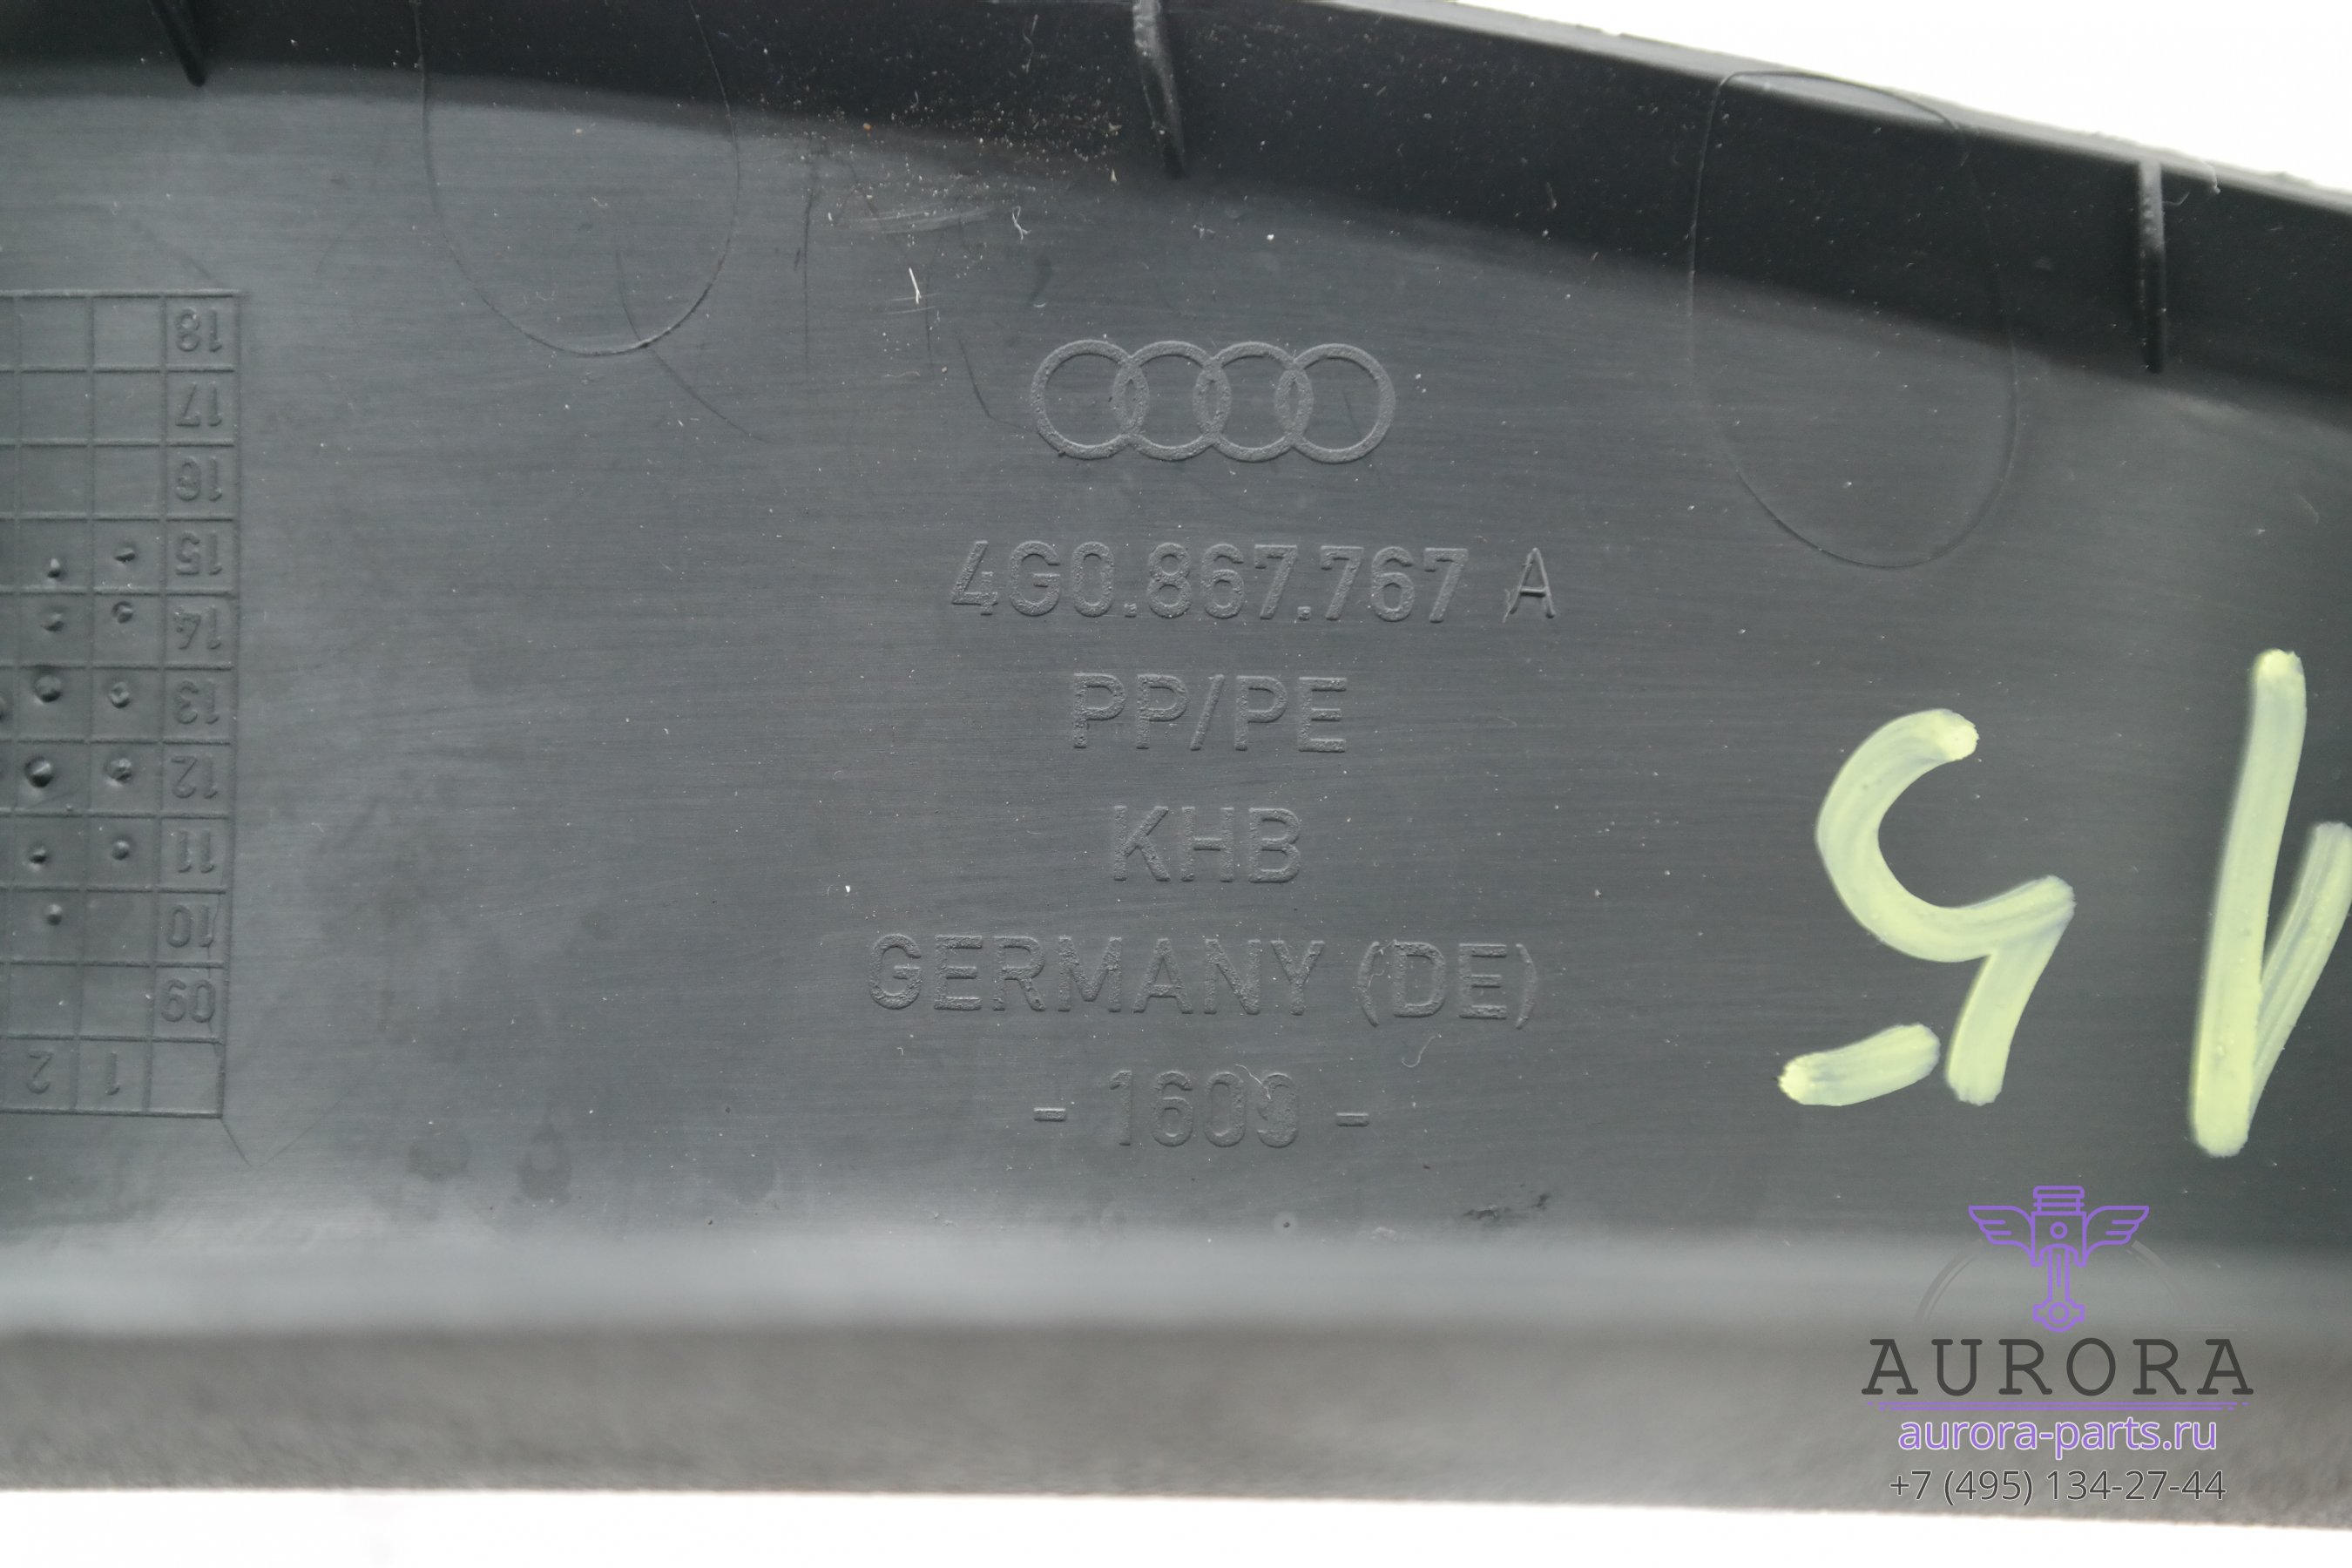 18
17
16
15
14
13
12
11
10
09
2 1
4G0.867.767 A
PP/PE
KHB
GERMANY (DE)
- 1609 -
15
AURORA
aurora-parts.ru
+7 (495) 134-27-44